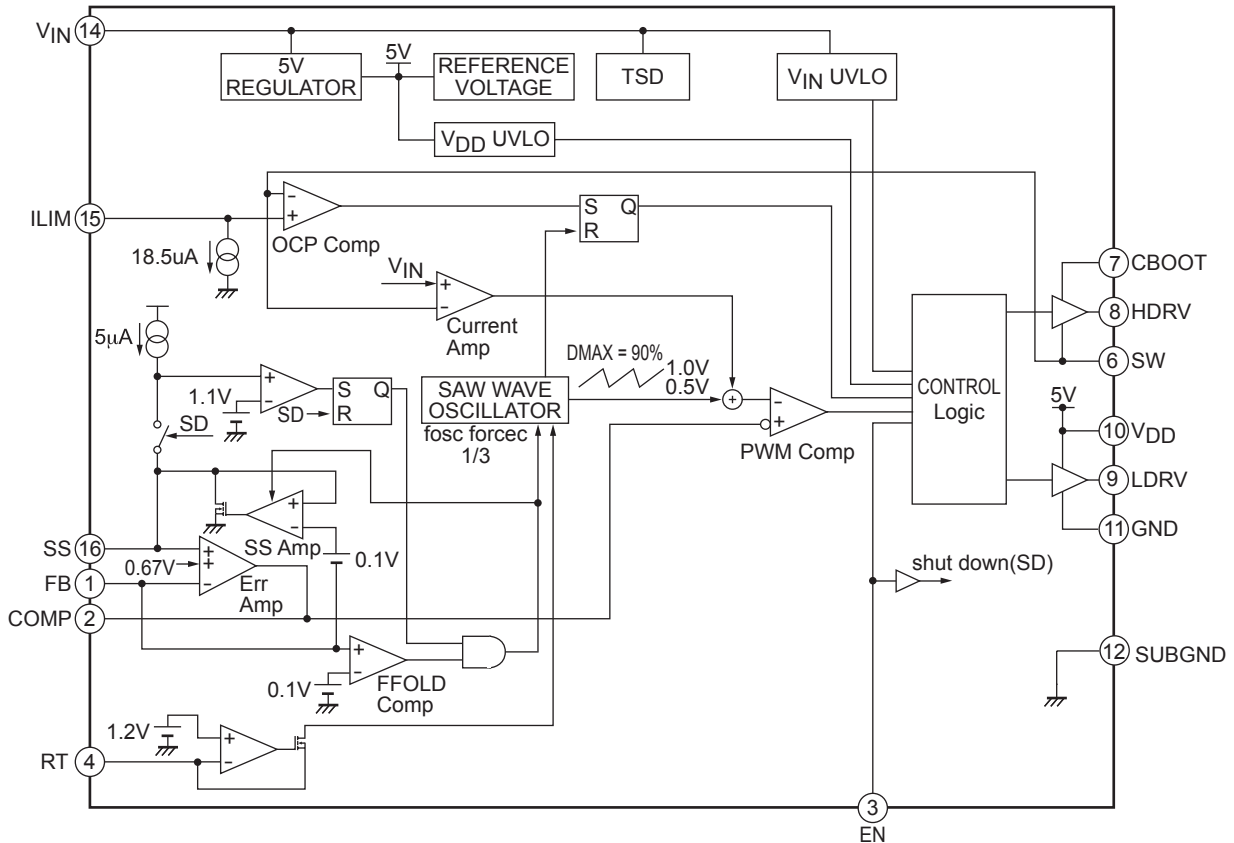 VIN 14
5V
REGULATOR
5V
REFERENCE
VOLTAGE
TSD
VIN UVLO
VDD UVLO
ILIM 15
-
+
OCP Comp
S Q
R
18.5uA
VIN
+
-
Current
Amp
7 CBOOT
8 HDRV
6 SW
5V
10 VDD
9 LDRV
11 GND
5μA
1.1V
+
-
S Q
R
SD
SD
SAW WAVE
OSCILLATOR
fosc forcec
1/3
DMAX = 90%
1.0V
0.5V
+
-
+
PWM Comp
CONTROL
Logic
+
-
SS Amp
0.1V
SS 16
0.67V
FB 1
+
+
-
Err
Amp
COMP 2
shut down(SD)
+
-
0.1V
FFOLD
Comp
12 SUBGND
1.2V
+
-
RT 4
3
EN